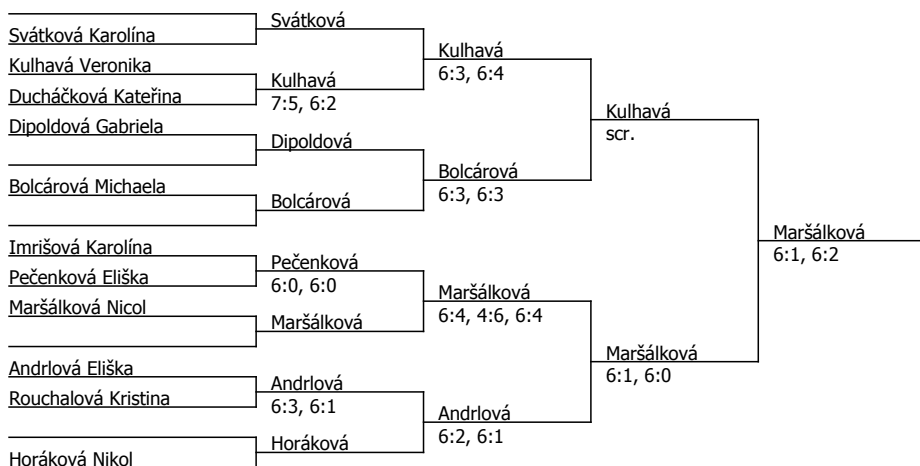 Svátková Karolína
Kulhavá Veronika
Ducháčková Kateřina
Dipoldová Gabriela
Bolcárová Michaela
Imrišová Karolína
Pečenková Eliška
Maršálková Nicol
Andrlová Eliška
Rouchalová Kristina
Horáková Nikol
Svátková
Kulhavá
7:5, 6:2
Dipoldová
Bolcárová
Pečenková
6:0, 6:0
Maršálková
Andrlová
6:3, 6:1
Horáková
Kulhavá
6:3, 6:4
Bolcárová
6:3, 6:3
Maršálková
6:4, 4:6, 6:4
Andrlová
6:2, 6:1
Kulhavá
scr.
Maršálková
6:1, 6:0
Maršálková
6:1, 6:2